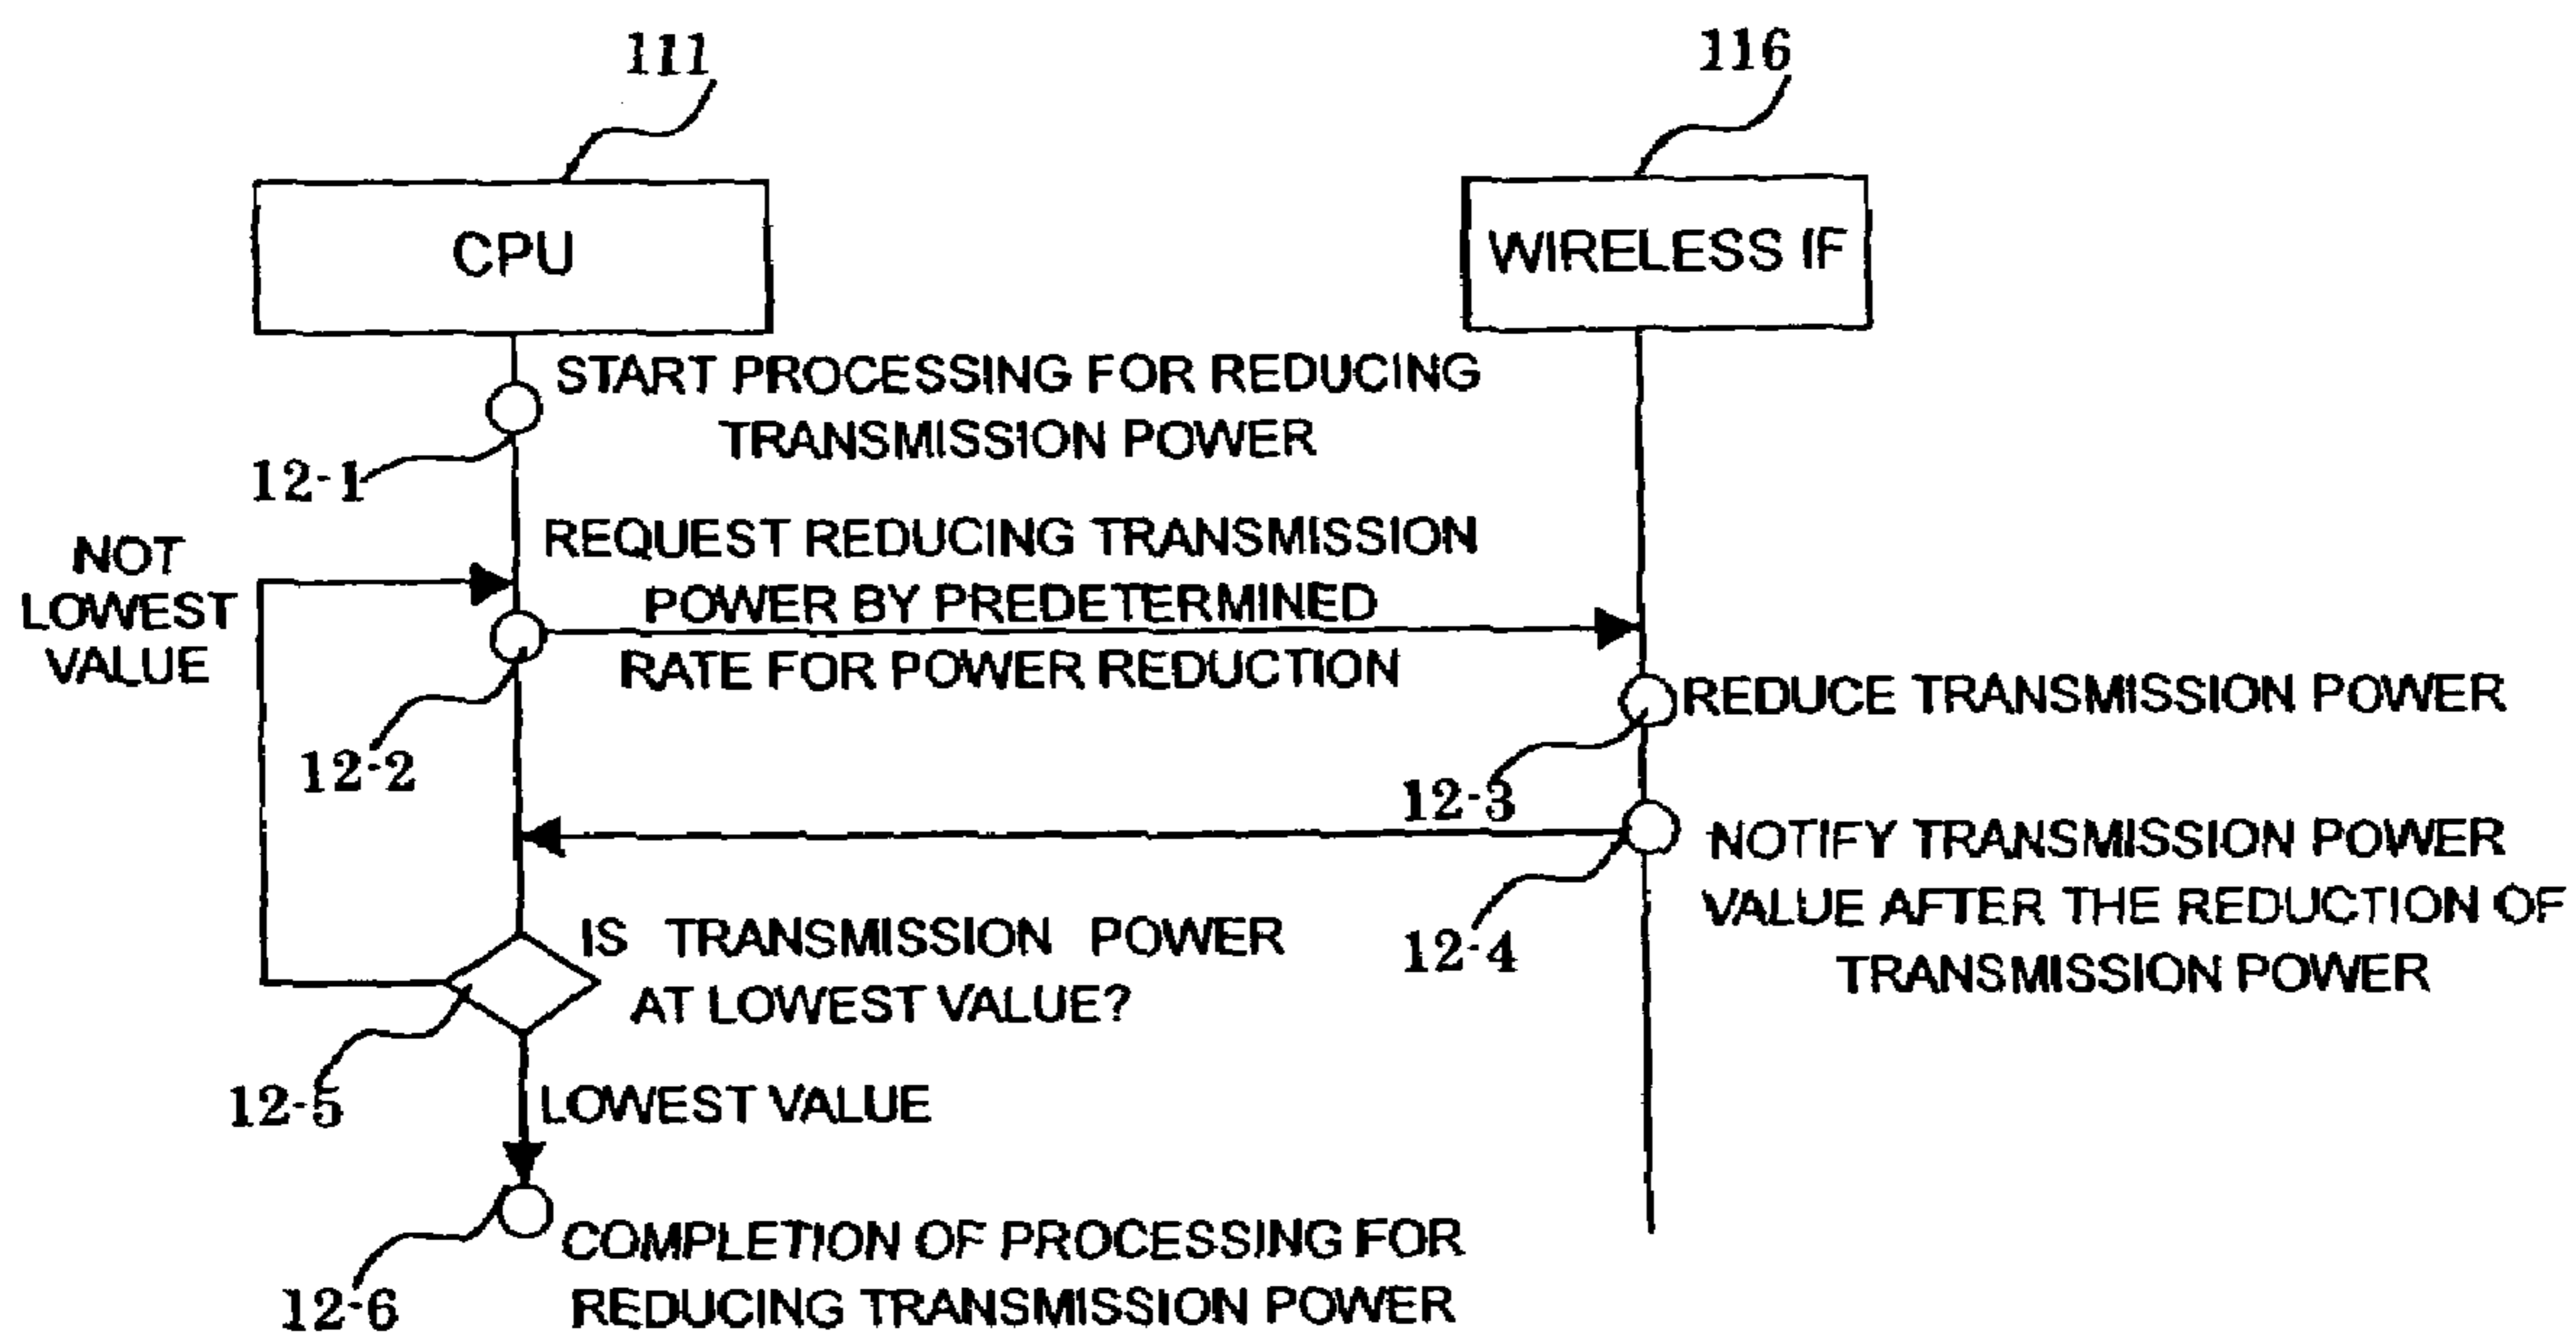 111
116
CPU
WIRELESS IF
START PROCESSING FOR REDUCING
TRANSMISSION POWER
12-1
NOT
LOWEST
VALUE
REQUEST REDUCING TRANSMISSION
POWER BY PREDETERMINED
RATE FOR POWER REDUCTION
12-2
REDUCE TRANSMISSION POWER
12-3
NOTIFY TRANSMISSION POWER
VALUE AFTER THE REDUCTION OF
TRANSMISSION POWER
12-4
IS TRANSMISSION POWER
AT LOWEST VALUE?
12-5
LOWEST VALUE
12-6
COMPLETION OF PROCESSING FOR
REDUCING TRANSMISSION POWER